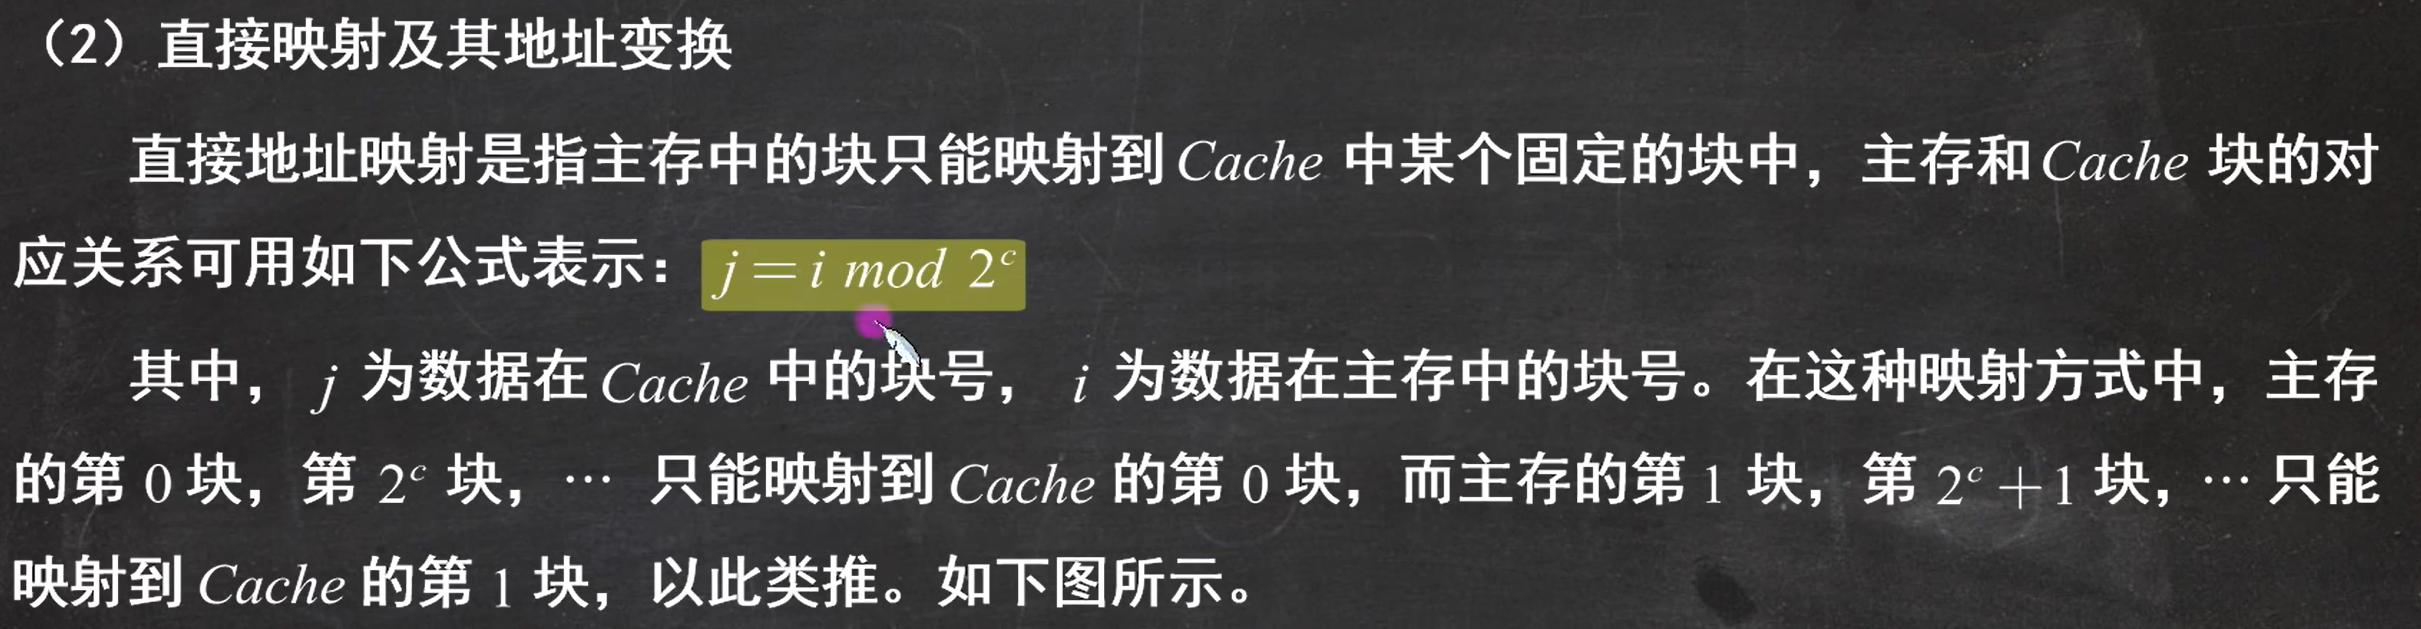 （2）直接映射及其地址变换
直接地址映射是指主存中的块只能映射到 Cache 中某个固定的块中，主存和 Cache 块的对
应关系可用如下公式表示：j = i mod 2^c
其中， j 为数据在 Cache 中的块号， i 为数据在主存中的块号。在这种映射方式中，主存
的第 0 块，第 2^c 块，… 只能映射到 Cache 的第 0 块，而主存的第 1 块，第 2^c + 1 块，… 只能
映射到 Cache 的第 1 块，以此类推。如下图所示。